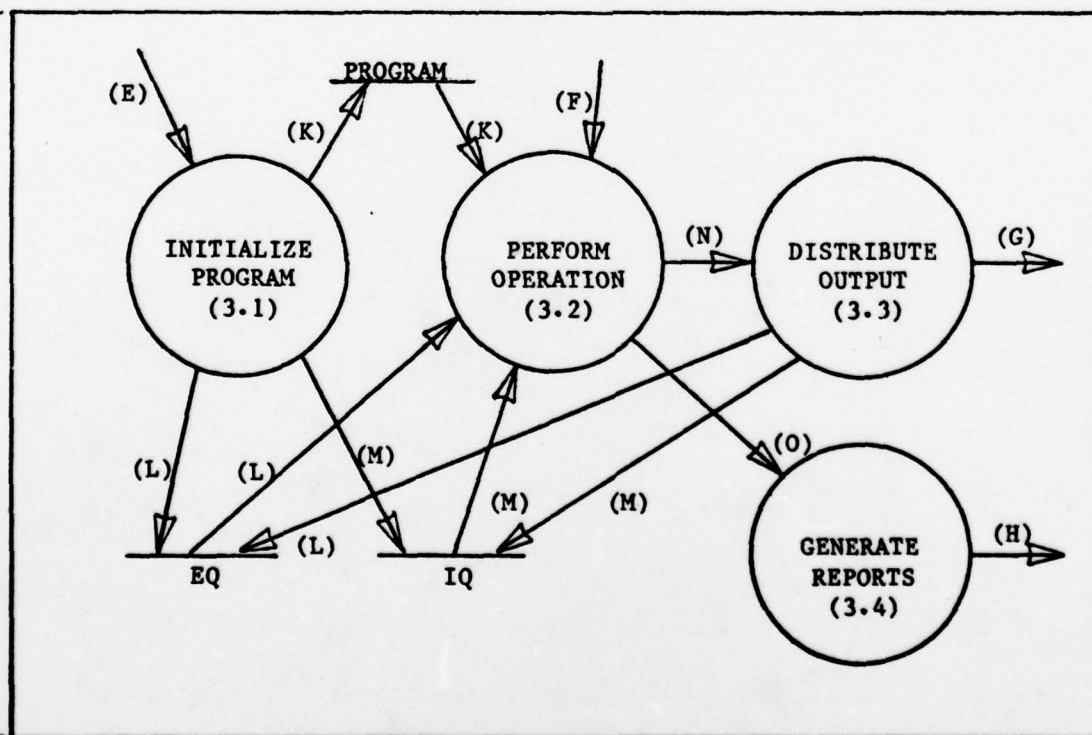 PROGRAM
(E)
(K)
(K)
(F)
INITIALIZE
PROGRAM
(3.1)
PERFORM
OPERATION
(3.2)
(N)
DISTRIBUTE
OUTPUT
(3.3)
(G)
(L)
(L)
(M)
(L)
(M)
(M)
(O)
EQ
IQ
GENERATE
REPORTS
(3.4)
(H)